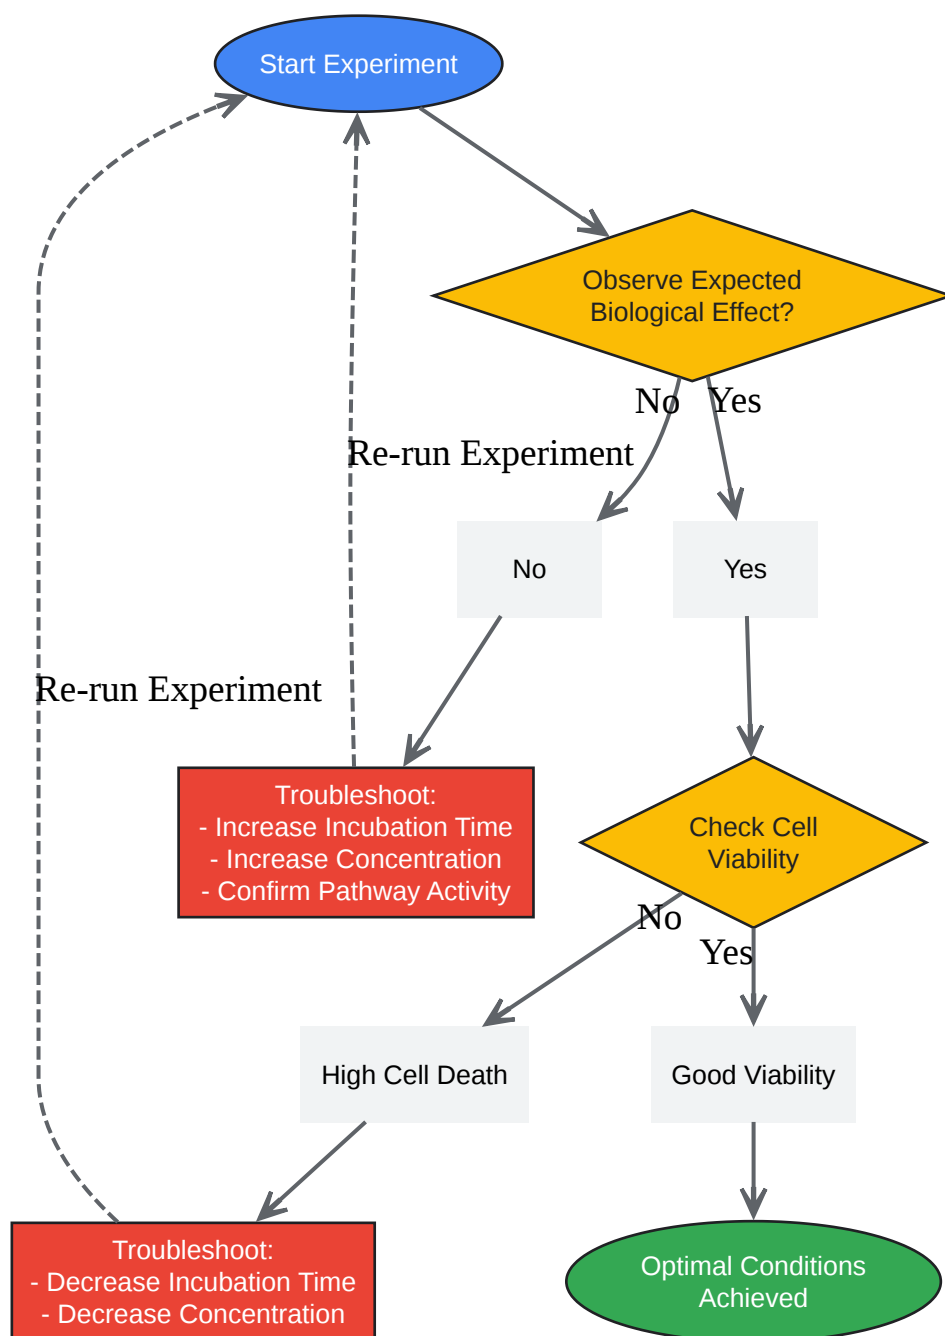 Start Experiment
Observe Expected
Biological Effect?
No
Yes
Re-run Experiment
No
Yes
Re-run Experiment
Troubleshoot:
- Increase Incubation Time
- Increase Concentration
- Confirm Pathway Activity
Check Cell
Viability
No
Yes
High Cell Death
Good Viability
Troubleshoot:
- Decrease Incubation Time
- Decrease Concentration
Optimal Conditions
Achieved